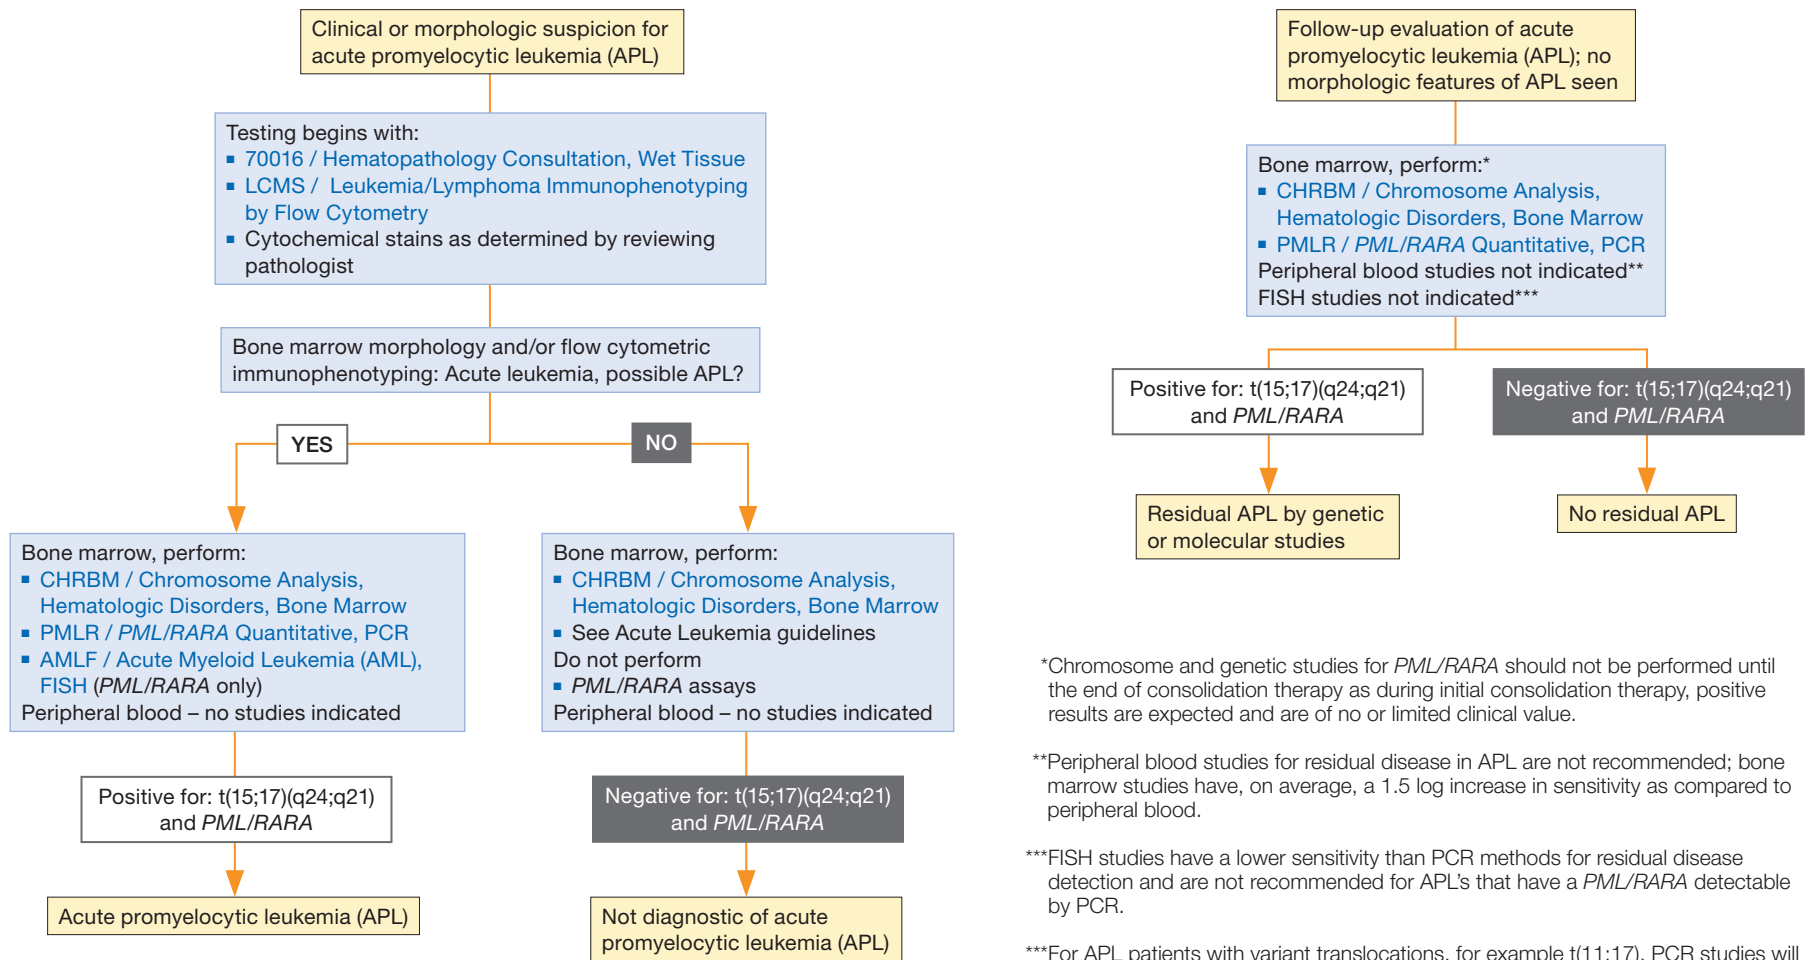 Clinical or morphologic suspicion for
acute promyelocytic leukemia (APL)
Testing begins with:
▪ 70016 / Hematopathology Consultation, Wet Tissue
▪ LCMS / Leukemia/Lymphoma Immunophenotyping
by Flow Cytometry
▪ Cytochemical stains as determined by reviewing
pathologist
Bone marrow morphology and/or flow cytometric
immunophenotyping: Acute leukemia, possible APL?
YES
NO
Bone marrow, perform:
▪ CHRBM / Chromosome Analysis,
Hematologic Disorders, Bone Marrow
▪ PMLR / PML/RARA Quantitative, PCR
▪ AMLF / Acute Myeloid Leukemia (AML),
FISH (PML/RARA only)
Peripheral blood – no studies indicated
Positive for: t(15;17)(q24;q21)
and PML/RARA
Acute promyelocytic leukemia (APL)
Bone marrow, perform:
▪ CHRBM / Chromosome Analysis,
Hematologic Disorders, Bone Marrow
▪ See Acute Leukemia guidelines
Do not perform
▪ PML/RARA assays
Peripheral blood – no studies indicated
Negative for: t(15;17)(q24;q21)
and PML/RARA
Not diagnostic of acute
promyelocytic leukemia (APL)
Follow-up evaluation of acute
promyelocytic leukemia (APL); no
morphologic features of APL seen
Bone marrow, perform:*
▪ CHRBM / Chromosome Analysis,
Hematologic Disorders, Bone Marrow
▪ PMLR / PML/RARA Quantitative, PCR
Peripheral blood studies not indicated**
FISH studies not indicated***
Positive for: t(15;17)(q24;q21)
and PML/RARA
Residual APL by genetic
or molecular studies
Negative for: t(15;17)(q24;q21)
and PML/RARA
No residual APL
*Chromosome and genetic studies for PML/RARA should not be performed until
the end of consolidation therapy as during initial consolidation therapy, positive
results are expected and are of no or limited clinical value.
**Peripheral blood studies for residual disease in APL are not recommended; bone
marrow studies have, on average, a 1.5 log increase in sensitivity as compared to
peripheral blood.
***FISH studies have a lower sensitivity than PCR methods for residual disease
detection and are not recommended for APL's that have a PML/RARA detectable
by PCR.
***For APL patients with variant translocations, for example t(11;17), PCR studies will